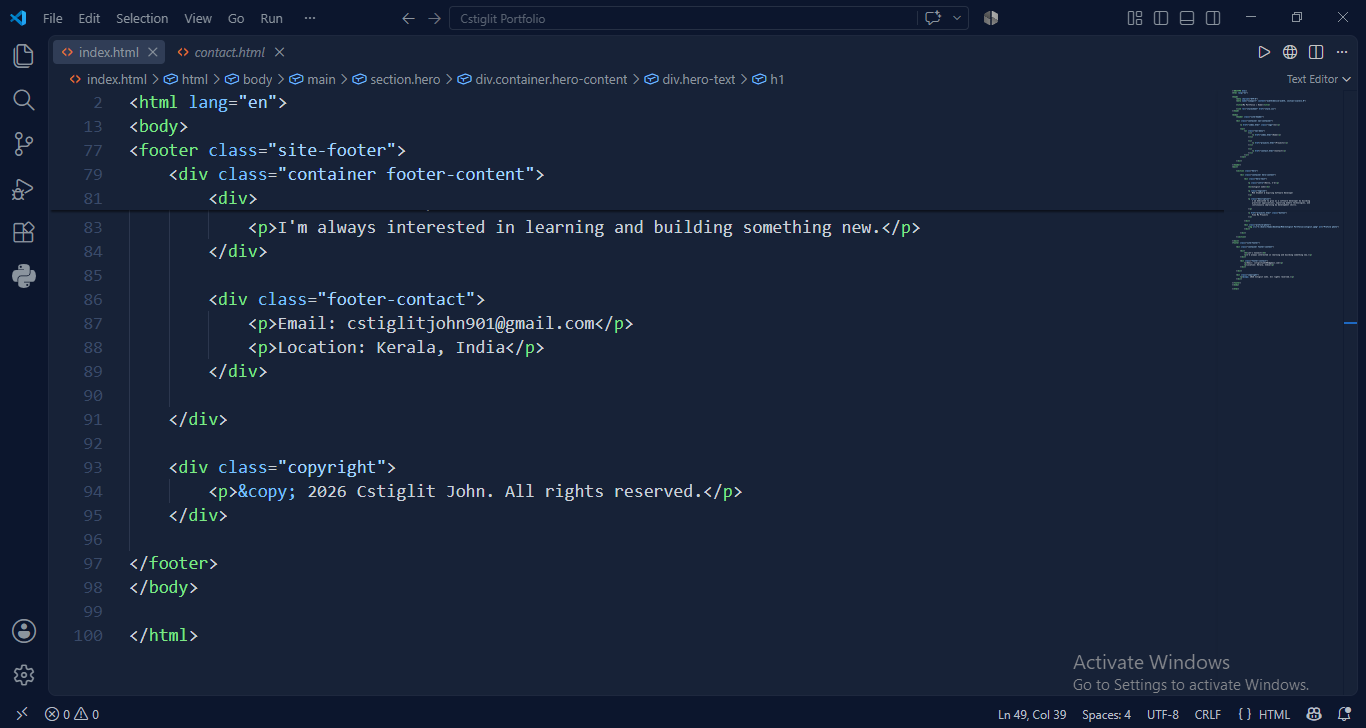 File Edit Selection View Go Run ··· Cstiglit Portfolio
index.html contact.html
index.html > html > body > main > section.hero > div.container.hero-content > div.hero-text > h1 Text Editor
2 <html lang="en">
13 <body>
77 <footer class="site-footer">
79 <div class="container footer-content">
81 <div>
83 <p>I'm always interested in learning and building something new.</p>
84 </div>
85
86 <div class="footer-contact">
87 <p>Email: cstiglitjohn901@gmail.com</p>
88 <p>Location: Kerala, India</p>
89 </div>
90
91 </div>
92
93 <div class="copyright">
94 <p>&copy; 2026 Cstiglit John. All rights reserved.</p>
95 </div>
96
97 </footer>
98 </body>
99
100 </html>
Activate Windows
Go to Settings to activate Windows.
0 0 Ln 49, Col 39 Spaces: 4 UTF-8 CRLF { } HTML